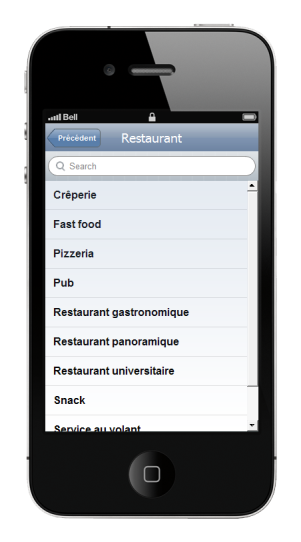 Bell
Précédent
Restaurant
Search
Crêperie
Fast food
Pizzeria
Pub
Restaurant gastronomique
Restaurant panoramique
Restaurant universitaire
Snack
Service au volant